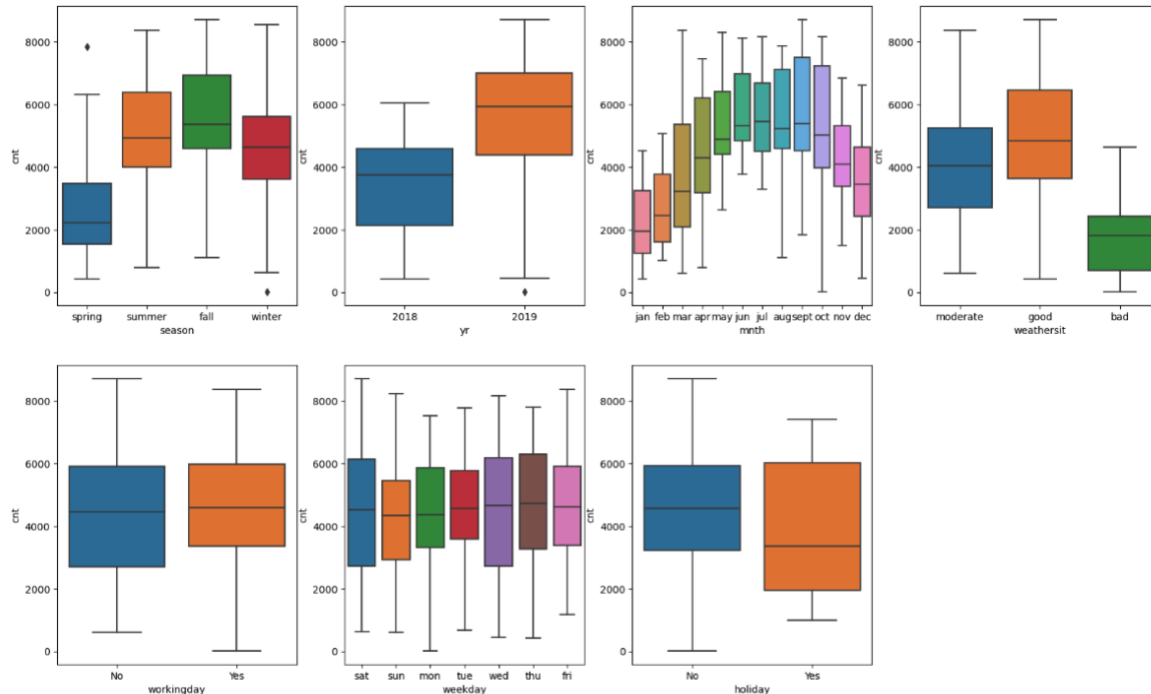 8000
6000
cnt
4000
2000
0
spring summer fall winter
season
8000
6000
cnt
4000
2000
0
2018 2019
yr
8000
6000
cnt
4000
2000
0
jan feb mar apr may jun jul aug sept oct nov dec
mnth
8000
6000
cnt
4000
2000
0
moderate good bad
weathersit
8000
6000
cnt
4000
2000
0
No Yes
workingday
8000
6000
cnt
4000
2000
0
sat sun mon tue wed thu fri
weekday
8000
6000
cnt
4000
2000
0
No Yes
holiday